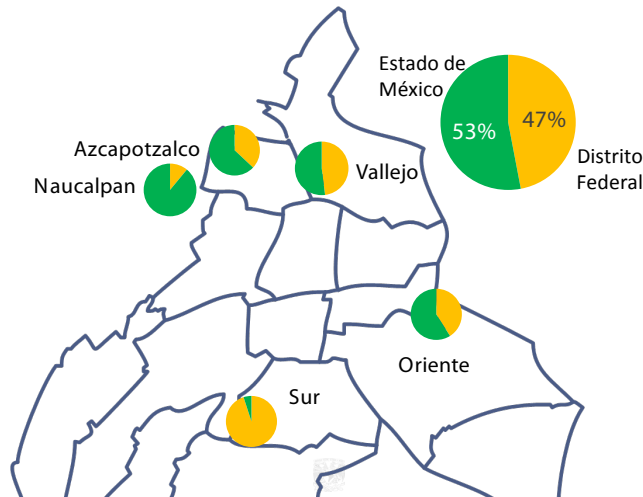 Estado de
México
53%
47%
Distrito
Federal
Azcapotzalco
Naucalpan
Vallejo
Oriente
Sur